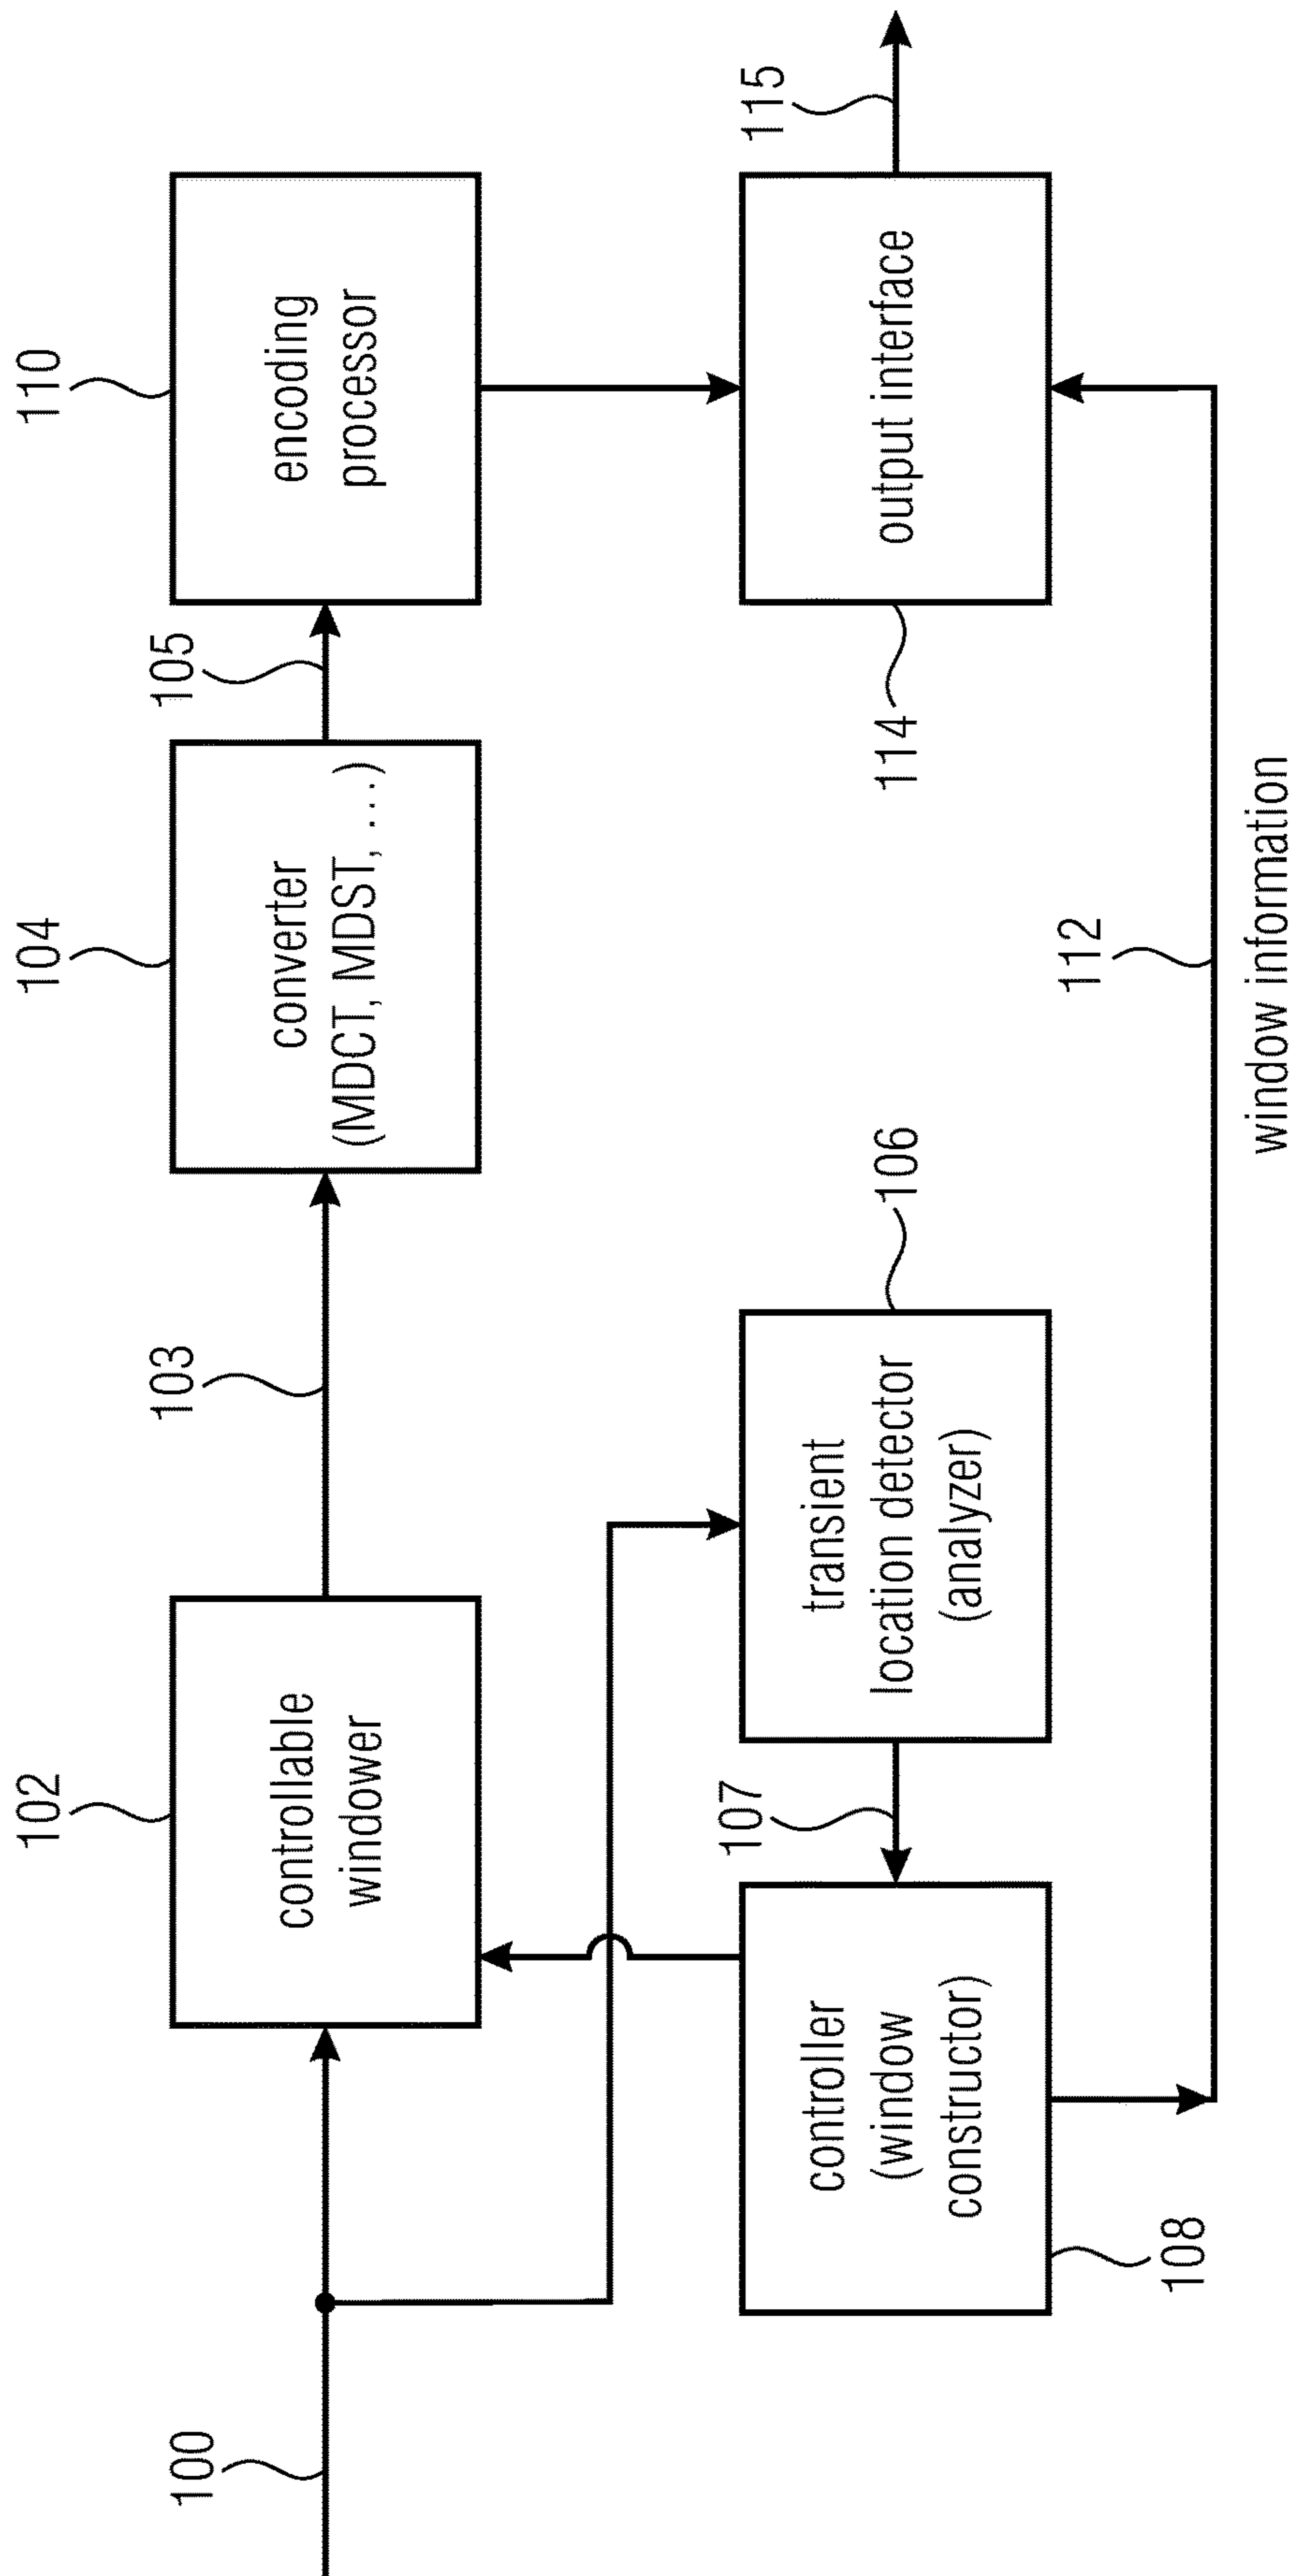 100
102
controllable
windower
103
104
converter
(MDCT, MDST, ...)
105
110
encoding
processor
108
controller
(window
constructor)
107
transient
location detector
(analyzer)
106
114
output interface
115
112
window information